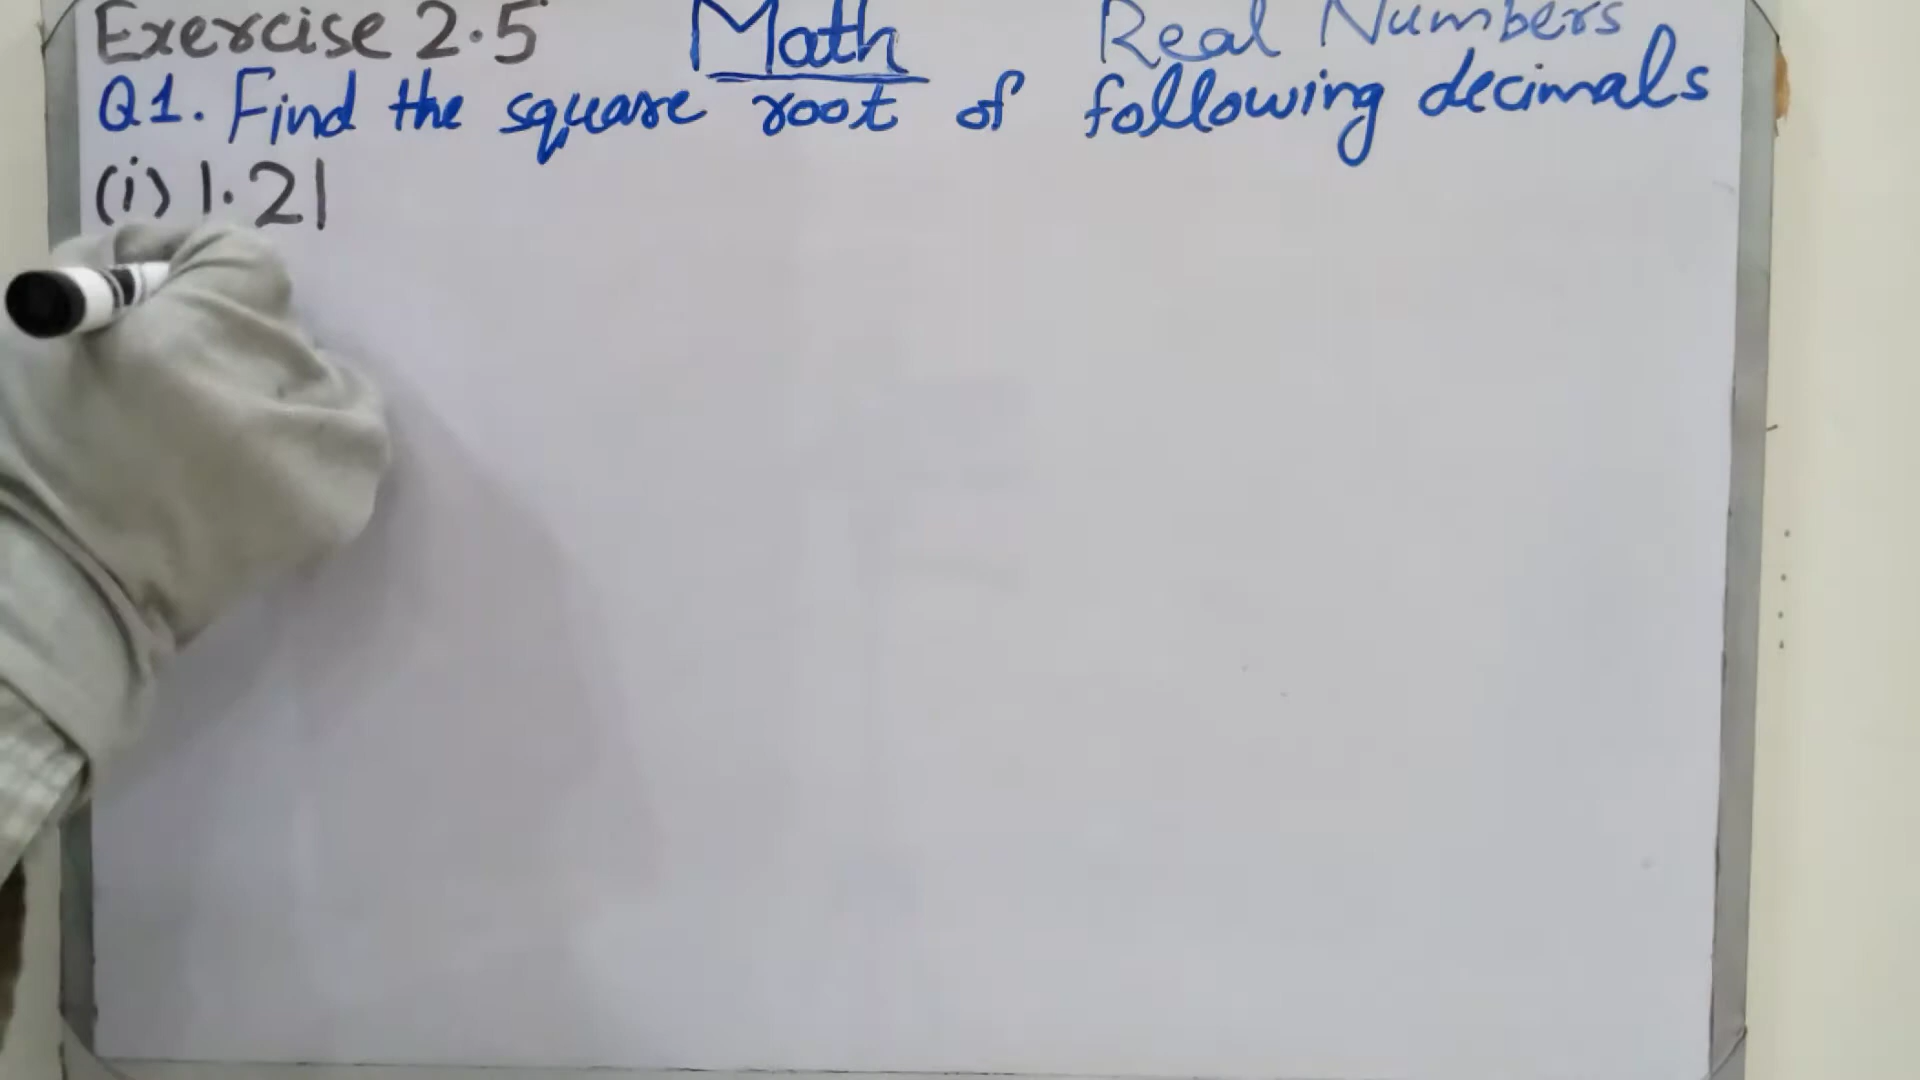 Exercise 2.5 Math Real Numbers
Q1. Find the square root of following decimals
(i) 1.21